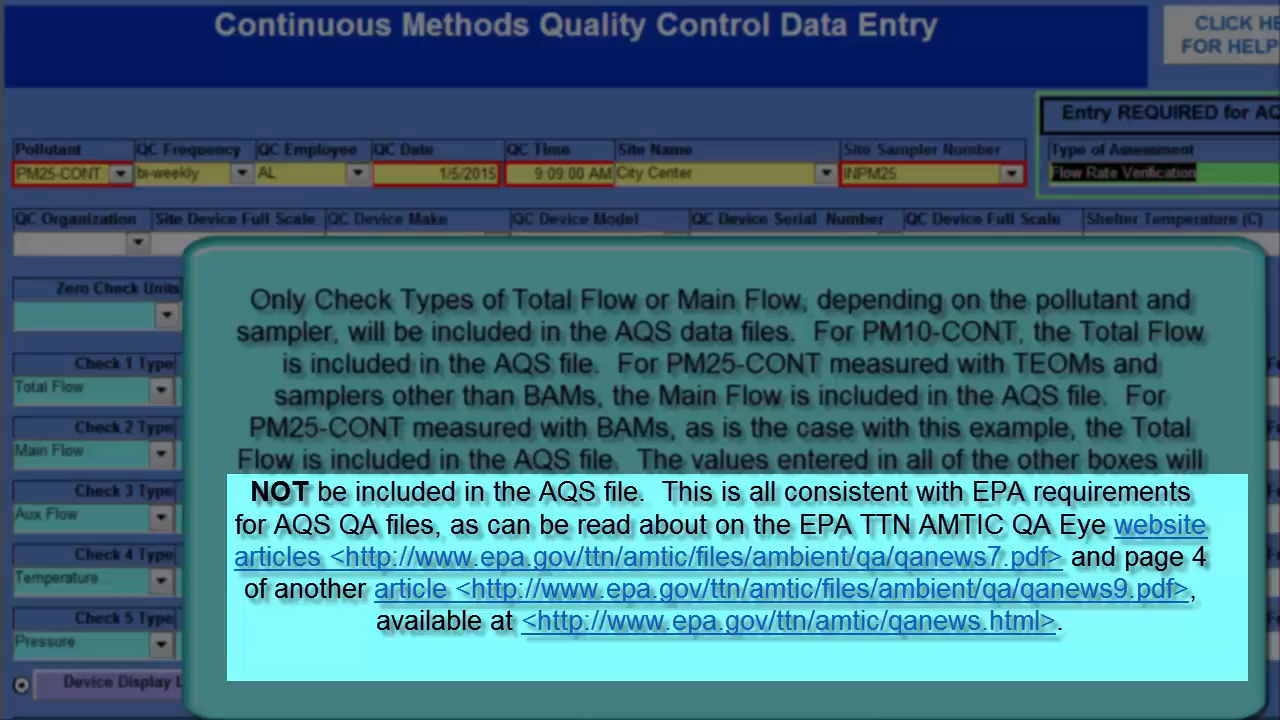 Continuous Methods Quality Control Data Entry
CLICK
FOR HELP
Entry REQUIRED for
Pollutant QC Frequency QC Employee QC Date QC Time Site Name Site Sampler Number Type of Assessment
PM25-CONT bi-weekly AL 1/5/2015 9:09:00 AM City Center INPM25 Flow Rate Verification
QC Organization Site Device Full Scale QC Device Make QC Device Model QC Device Serial Number QC Device Full Scale Shelter Temperature (C)
Zero Check Units
Check 1 Type
Total Flow
Check 2 Type
Main Flow
Check 3 Type
Aux Flow
Check 4 Type
Temperature
Check 5 Type
Pressure
Device Display
Only Check Types of Total Flow or Main Flow, depending on the pollutant and
sampler, will be included in the AQS data files. For PM10-CONT, the Total Flow
is included in the AQS file. For PM25-CONT measured with TEOMs and
samplers other than BAMs, the Main Flow is included in the AQS file. For
PM25-CONT measured with BAMs, as is the case with this example, the Total
Flow is included in the AQS file. The values entered in all of the other boxes will
NOT be included in the AQS file. This is all consistent with EPA requirements
for AQS QA files, as can be read about on the EPA TTN AMTIC QA Eye website
articles <http://www.epa.gov/ttn/amtic/files/ambient/qa/qanews7.pdf> and page 4
of another article <http://www.epa.gov/ttn/amtic/files/ambient/qa/qanews9.pdf>,
available at <http://www.epa.gov/ttn/amtic/qanews.html>.